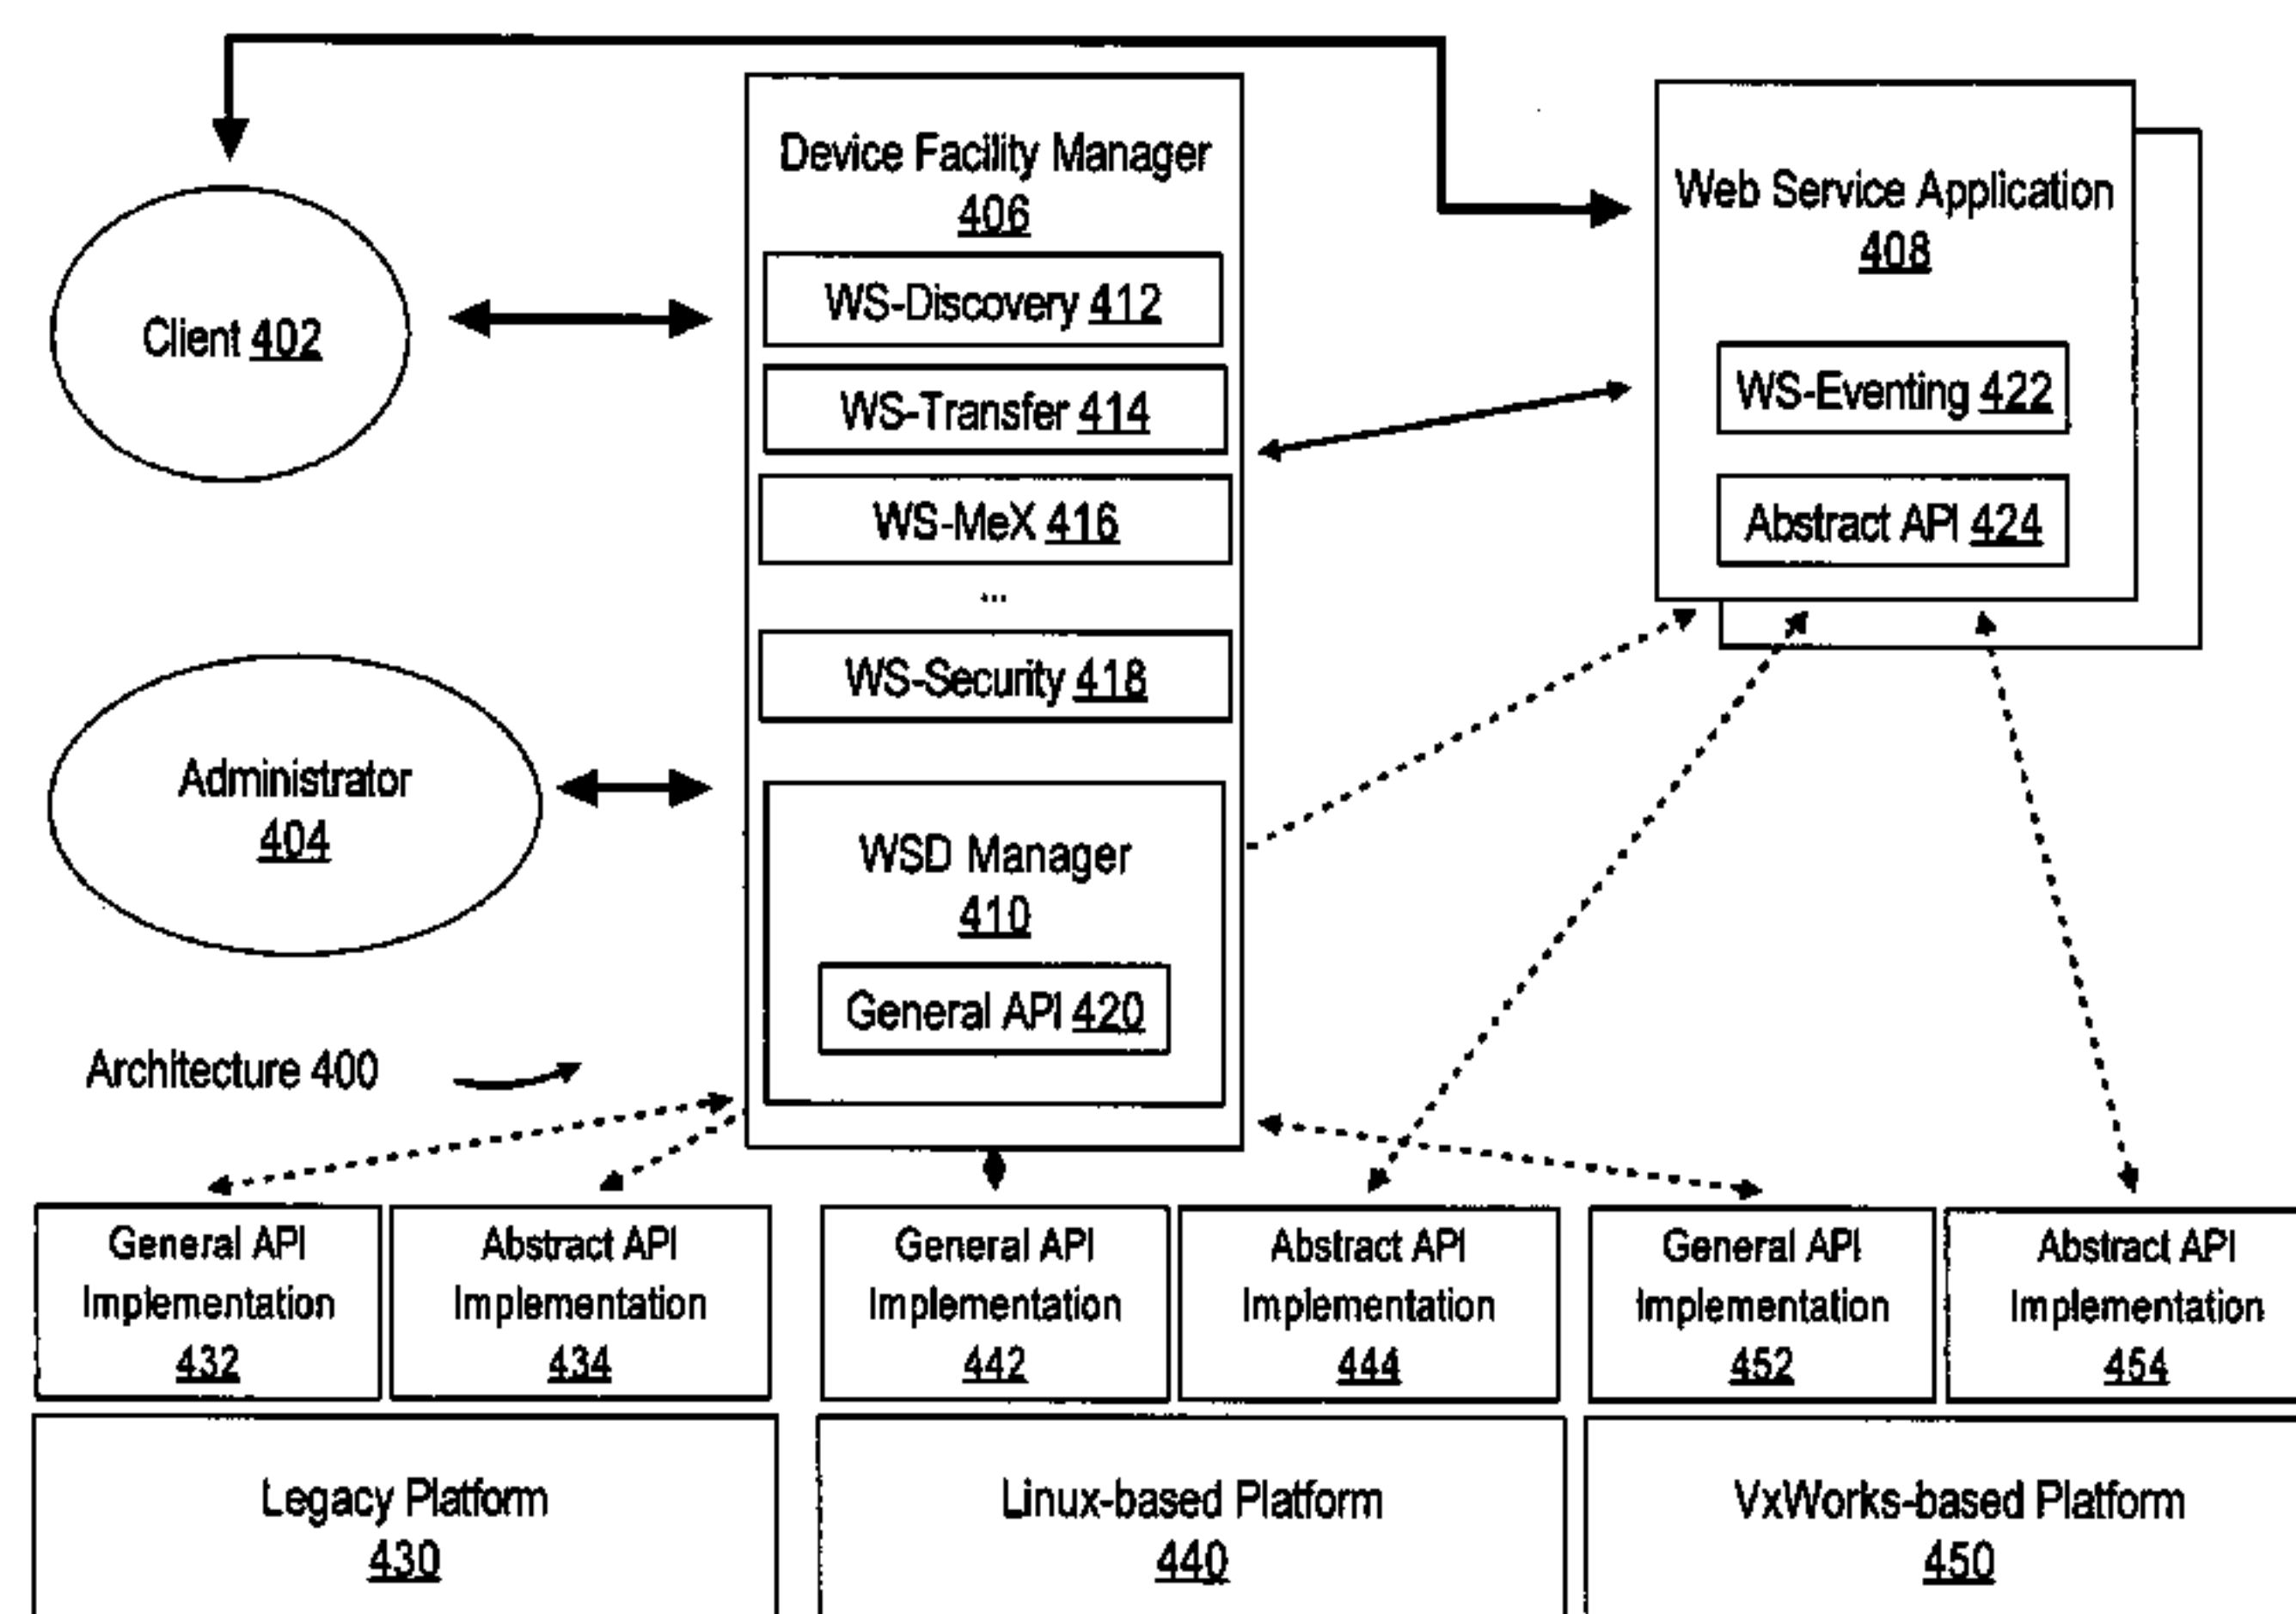 Device Facility Manager
406
WS-Discovery 412
WS-Transfer 414
WS-MeX 416
...
WS-Security 418
WSD Manager
410
General API 420
Web Service Application
408
WS-Eventing 422
Abstract API 424
Client 402
Administrator
404
Architecture 400
General API
Implementation
432
Abstract API
Implementation
434
General API
Implementation
442
Abstract API
Implementation
444
General API
Implementation
452
Abstract API
Implementation
454
Legacy Platform
430
Linux-based Platform
440
VxWorks-based Platform
450